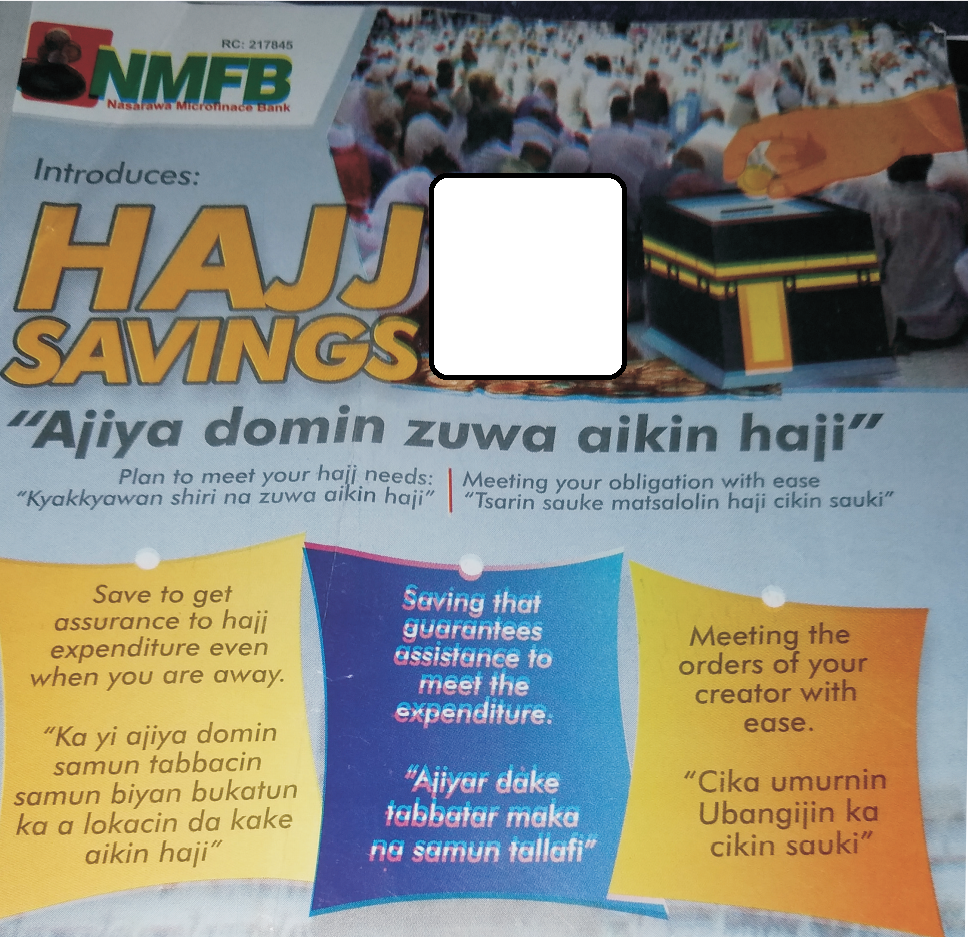 RC: 217845
NMFB
Nasarawa Microfinace Bank
Introduces:
HAJJ
SAVINGS
"Ajiya domin zuwa aikin haji"
Plan to meet your hajj needs:
"Kyakkyawan shiri na zuwa aikin haji"
Meeting your obligation with ease
"Tsarin sauke matsalolin haji cikin sauki"
Save to get
assurance to hajj
expenditure even
when you are away.
"Ka yi ajiya domin
samun tabbacin
samun biyan bukatun
ka a lokacin da kake
aikin haji"
Saving that
guarantees
assistance to
meet the
expenditure.
"Ajiyar dake
tabbatar maka
na samun tallafi"
Meeting the
orders of your
creator with
ease.
"Cika umurnin
Ubangijin ka
cikin sauki"